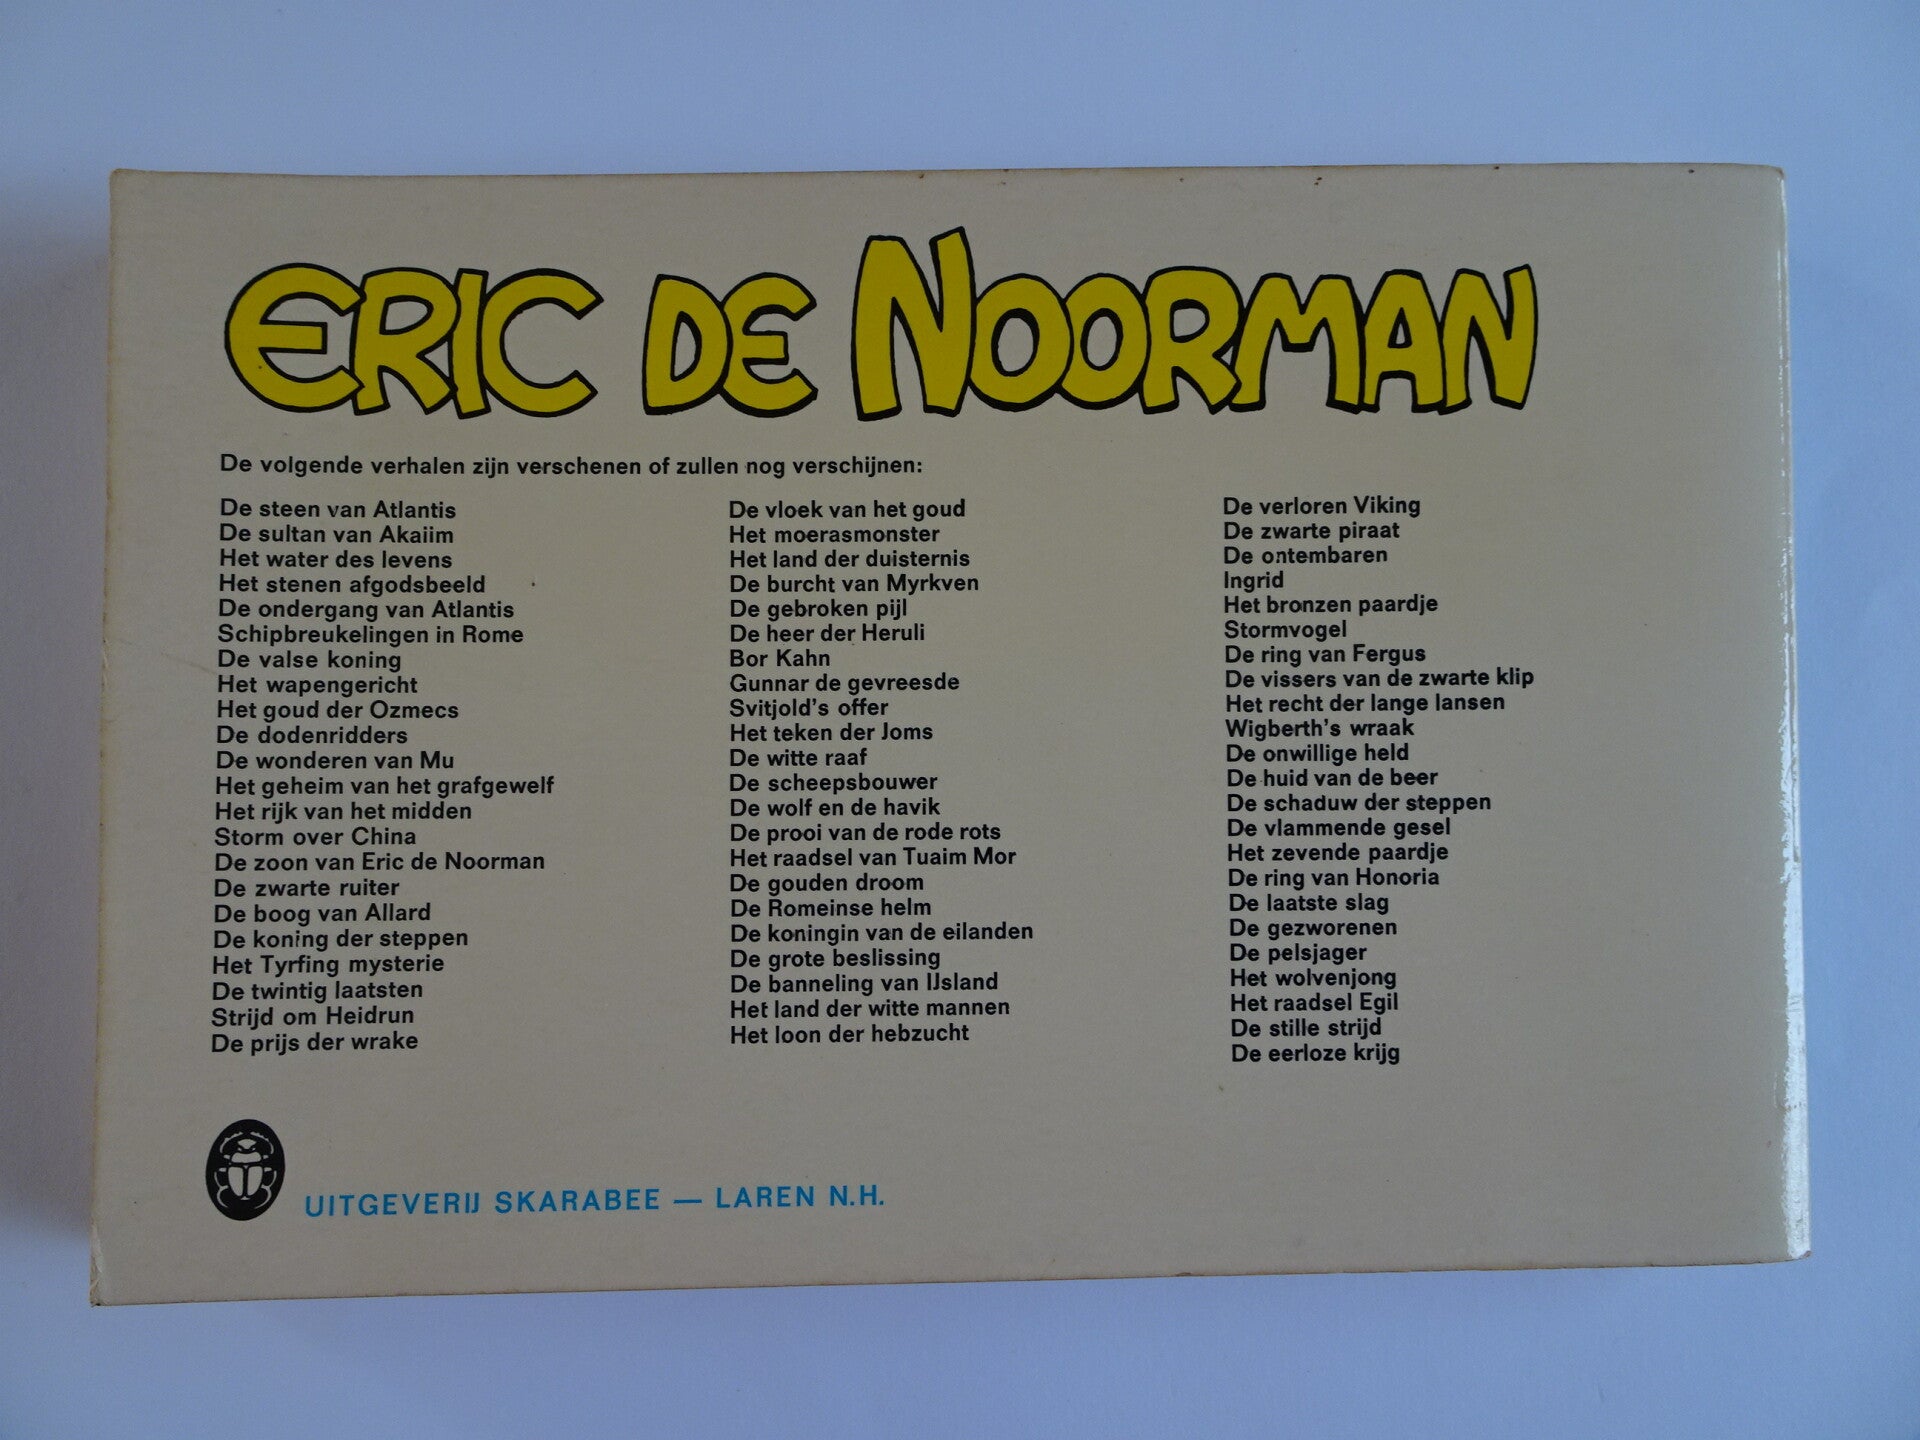 ERIC DE NOORMAN
De volgende verhalen zijn verschenen of zullen nog verschijnen:
De steen van Atlantis
De sultan van Akaiim
Het water des levens
Het stenen afgodsbeeld
De ondergang van Atlantis
Schipbreukelingen in Rome
De valse koning
Het wapengericht
Het goud der Ozmecs
De dodenridders
De wonderen van Mu
Het geheim van het grafgewelf
Het rijk van het midden
Storm over China
De zoon van Eric de Noorman
De zwarte ruiter
De boog van Allard
De koning der steppen
Het Tyrfing mysterie
De twintig laatsten
Strijd om Heidrun
De prijs der wrake
De vloek van het goud
Het moerasmonster
Het land der duisternis
De burcht van Myrkven
De gebroken pijl
De heer der Heruli
Bor Kahn
Gunnar de gevreesde
Svitjold's offer
Het teken der Joms
De witte raaf
De scheepsbouwer
De wolf en de havik
De prooi van de rode rots
Het raadsel van Tuaim Mor
De gouden droom
De Romeinse helm
De koningin van de eilanden
De grote beslissing
De banneling van IJsland
Het land der witte mannen
Het loon der hebzucht
De verloren Viking
De zwarte piraat
De ontembaren
Ingrid
Het bronzen paardje
Stormvogel
De ring van Fergus
De vissers van de zwarte klip
Het recht der lange lansen
Wigberth's wraak
De onwillige held
De huid van de beer
De schaduw der steppen
De vlammende gesel
Het zevende paardje
De ring van Honoria
De laatste slag
De gezworenen
De pelsjager
Het wolvenjong
Het raadsel Egil
De stille strijd
De eerloze krijg
UITGEVERIJ SKARABEE — LAREN N.H.